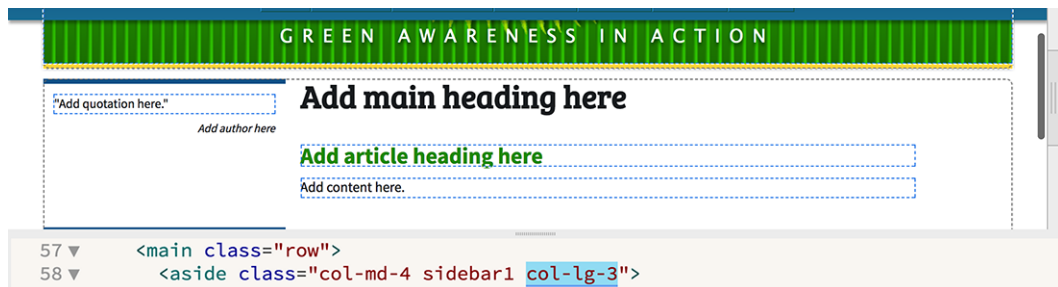 GREEN AWARENESS IN ACTION
"Add quotation here."
Add author here
Add main heading here
Add article heading here
Add content here.
57 ▼ <main class="row">
58 ▼ <aside class="col-md-4 sidebar1 col-lg-3">